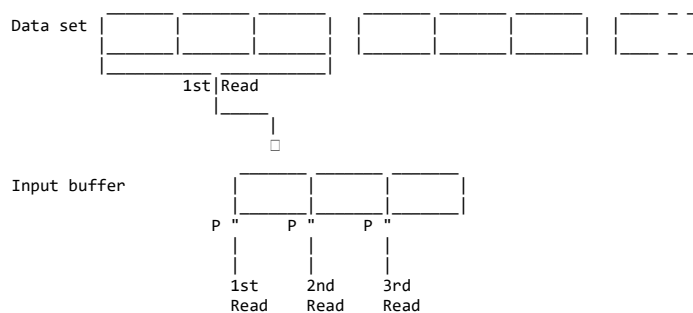 Data set
1st Read
Input buffer
P " P " P "
1st 2nd 3rd
Read Read Read